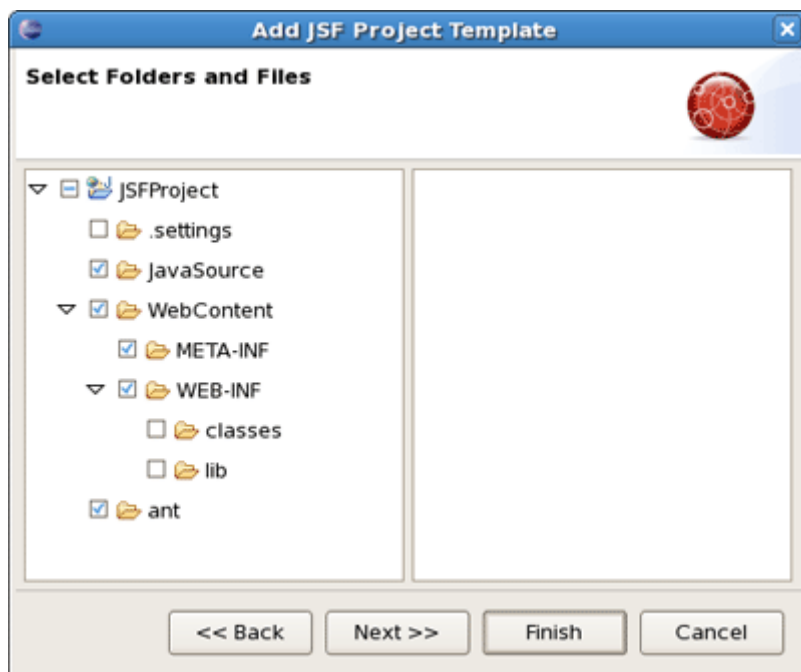 Add JSF Project Template
Select Folders and Files
JSFProject
.settings
JavaSource
WebContent
META-INF
WEB-INF
classes
lib
ant
<< Back Next >> Finish Cancel